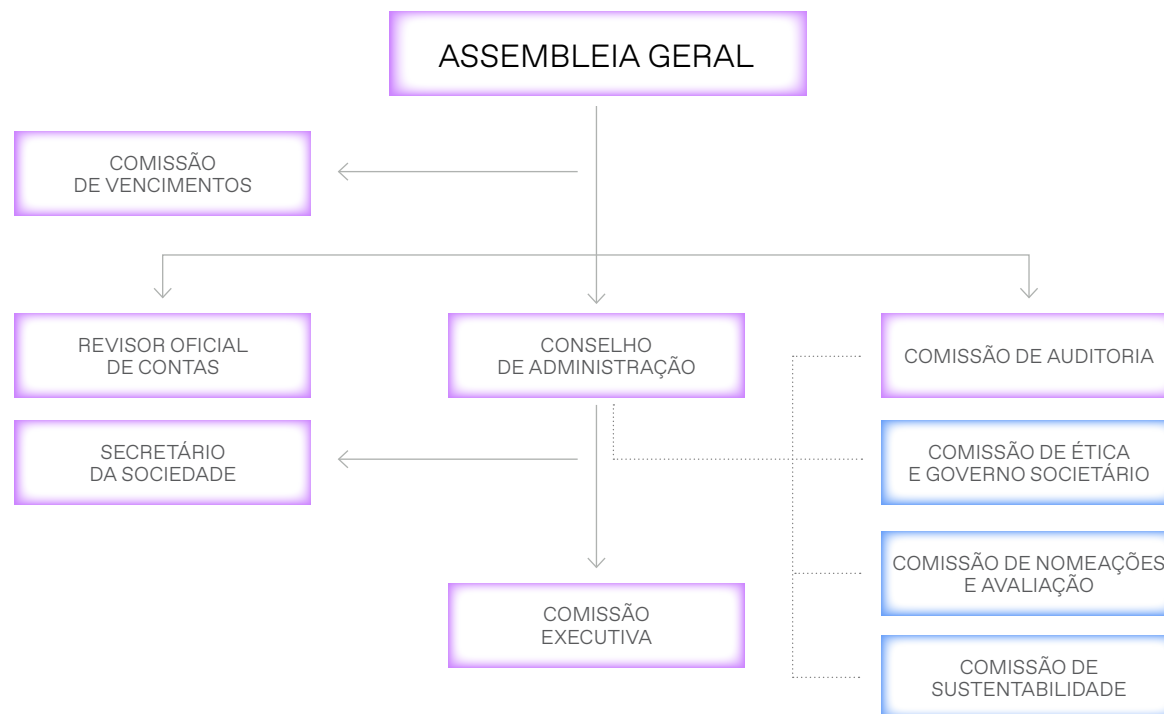 ASSEMBLEIA GERAL
COMISSÃO
DE VENCIMENTOS
REVISOR OFICIAL
DE CONTAS
CONSELHO
DE ADMINISTRAÇÃO
COMISSÃO DE AUDITORIA
SECRETÁRIO
DA SOCIEDADE
COMISSÃO DE ÉTICA
E GOVERNO SOCIETÁRIO
COMISSÃO DE NOMEAÇÕES
E AVALIAÇÃO
COMISSÃO
EXECUTIVA
COMISSÃO DE
SUSTENTABILIDADE